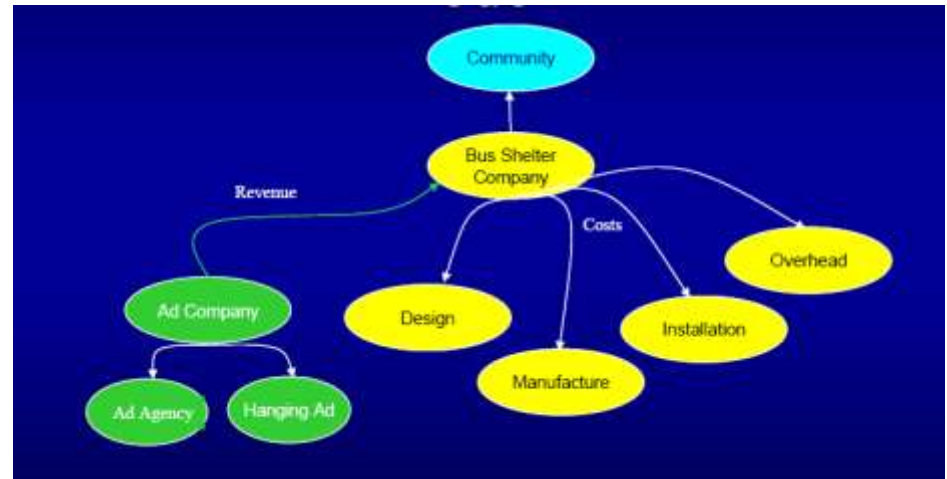 Community
Bus Shelter
Company
Revenue
Costs
Overhead
Ad Company
Design
Installation
Manufacture
Ad Agency
Hanging Ad